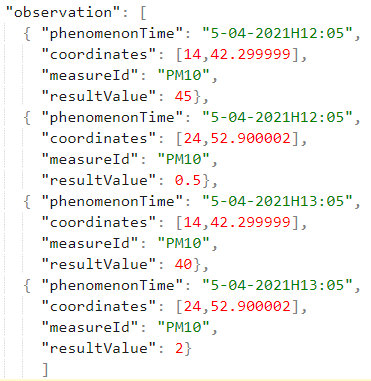 "observation": [
{ "phenomenonTime": "5-04-2021H12:05",
"coordinates": [14,42.299999],
"measureId": "PM10",
"resultValue": 45},
{ "phenomenonTime": "5-04-2021H12:05",
"coordinates": [24,52.900002],
"measureId": "PM10",
"resultValue": 0.5},
{ "phenomenonTime": "5-04-2021H13:05",
"coordinates": [14,42.299999],
"measureId": "PM10",
"resultValue": 40},
{ "phenomenonTime": "5-04-2021H13:05",
"coordinates": [24,52.900002],
"measureId": "PM10",
"resultValue": 2}
]